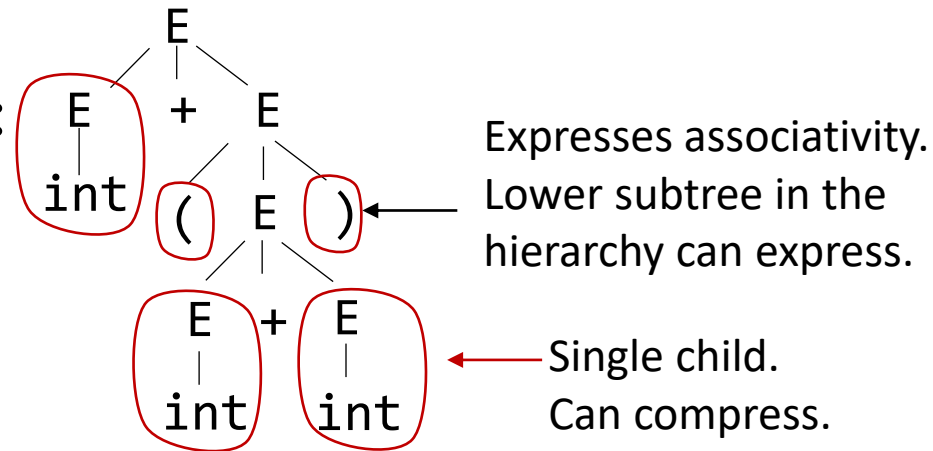 E
: E + E
int ( E )
E + E
int int
Expresses associativity.
Lower subtree in the
hierarchy can express.
Single child.
Can compress.